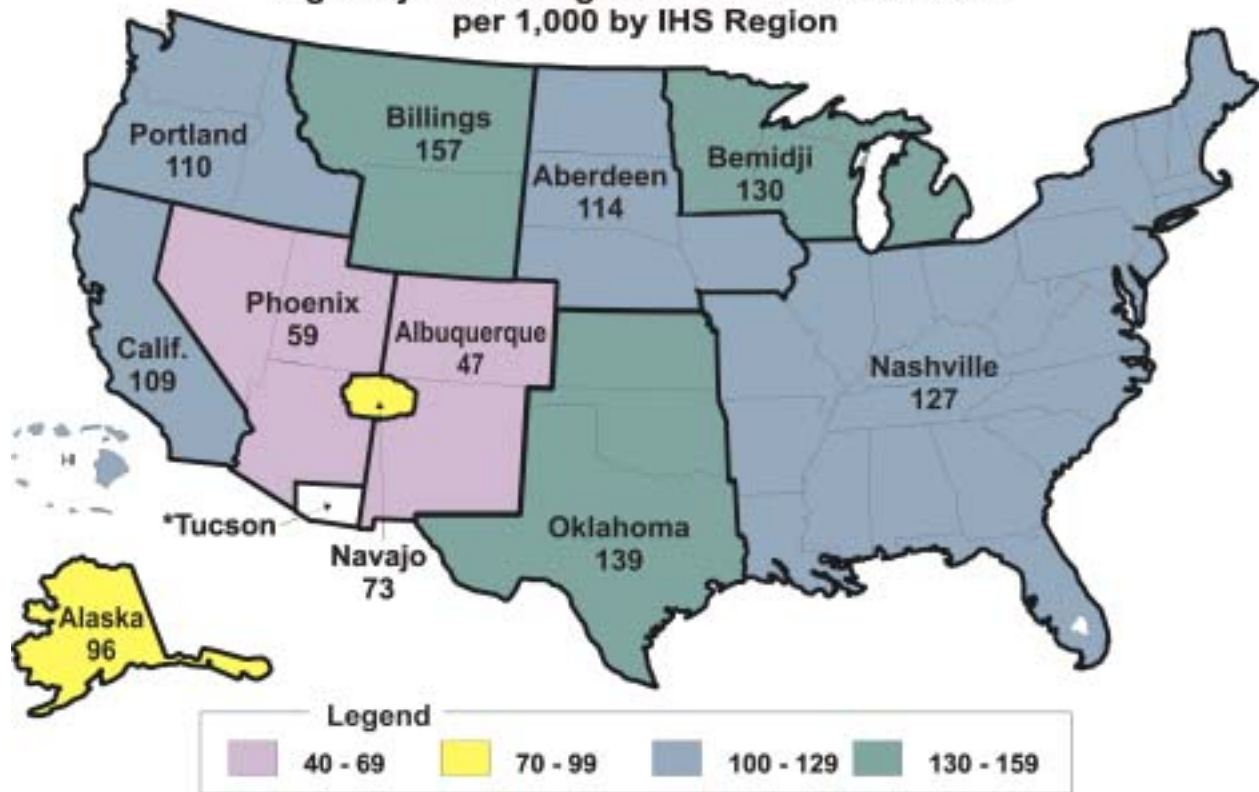 per 1,000 by IHS Region
Portland
110
Billings
157
Aberdeen
114
Bemidji
130
Phoenix
59
Albuquerque
47
Calif.
109
Nashville
127
HI
*Tucson
Navajo
73
Oklahoma
139
Alaska
96
Legend
40 - 69
70 - 99
100 - 129
130 - 159